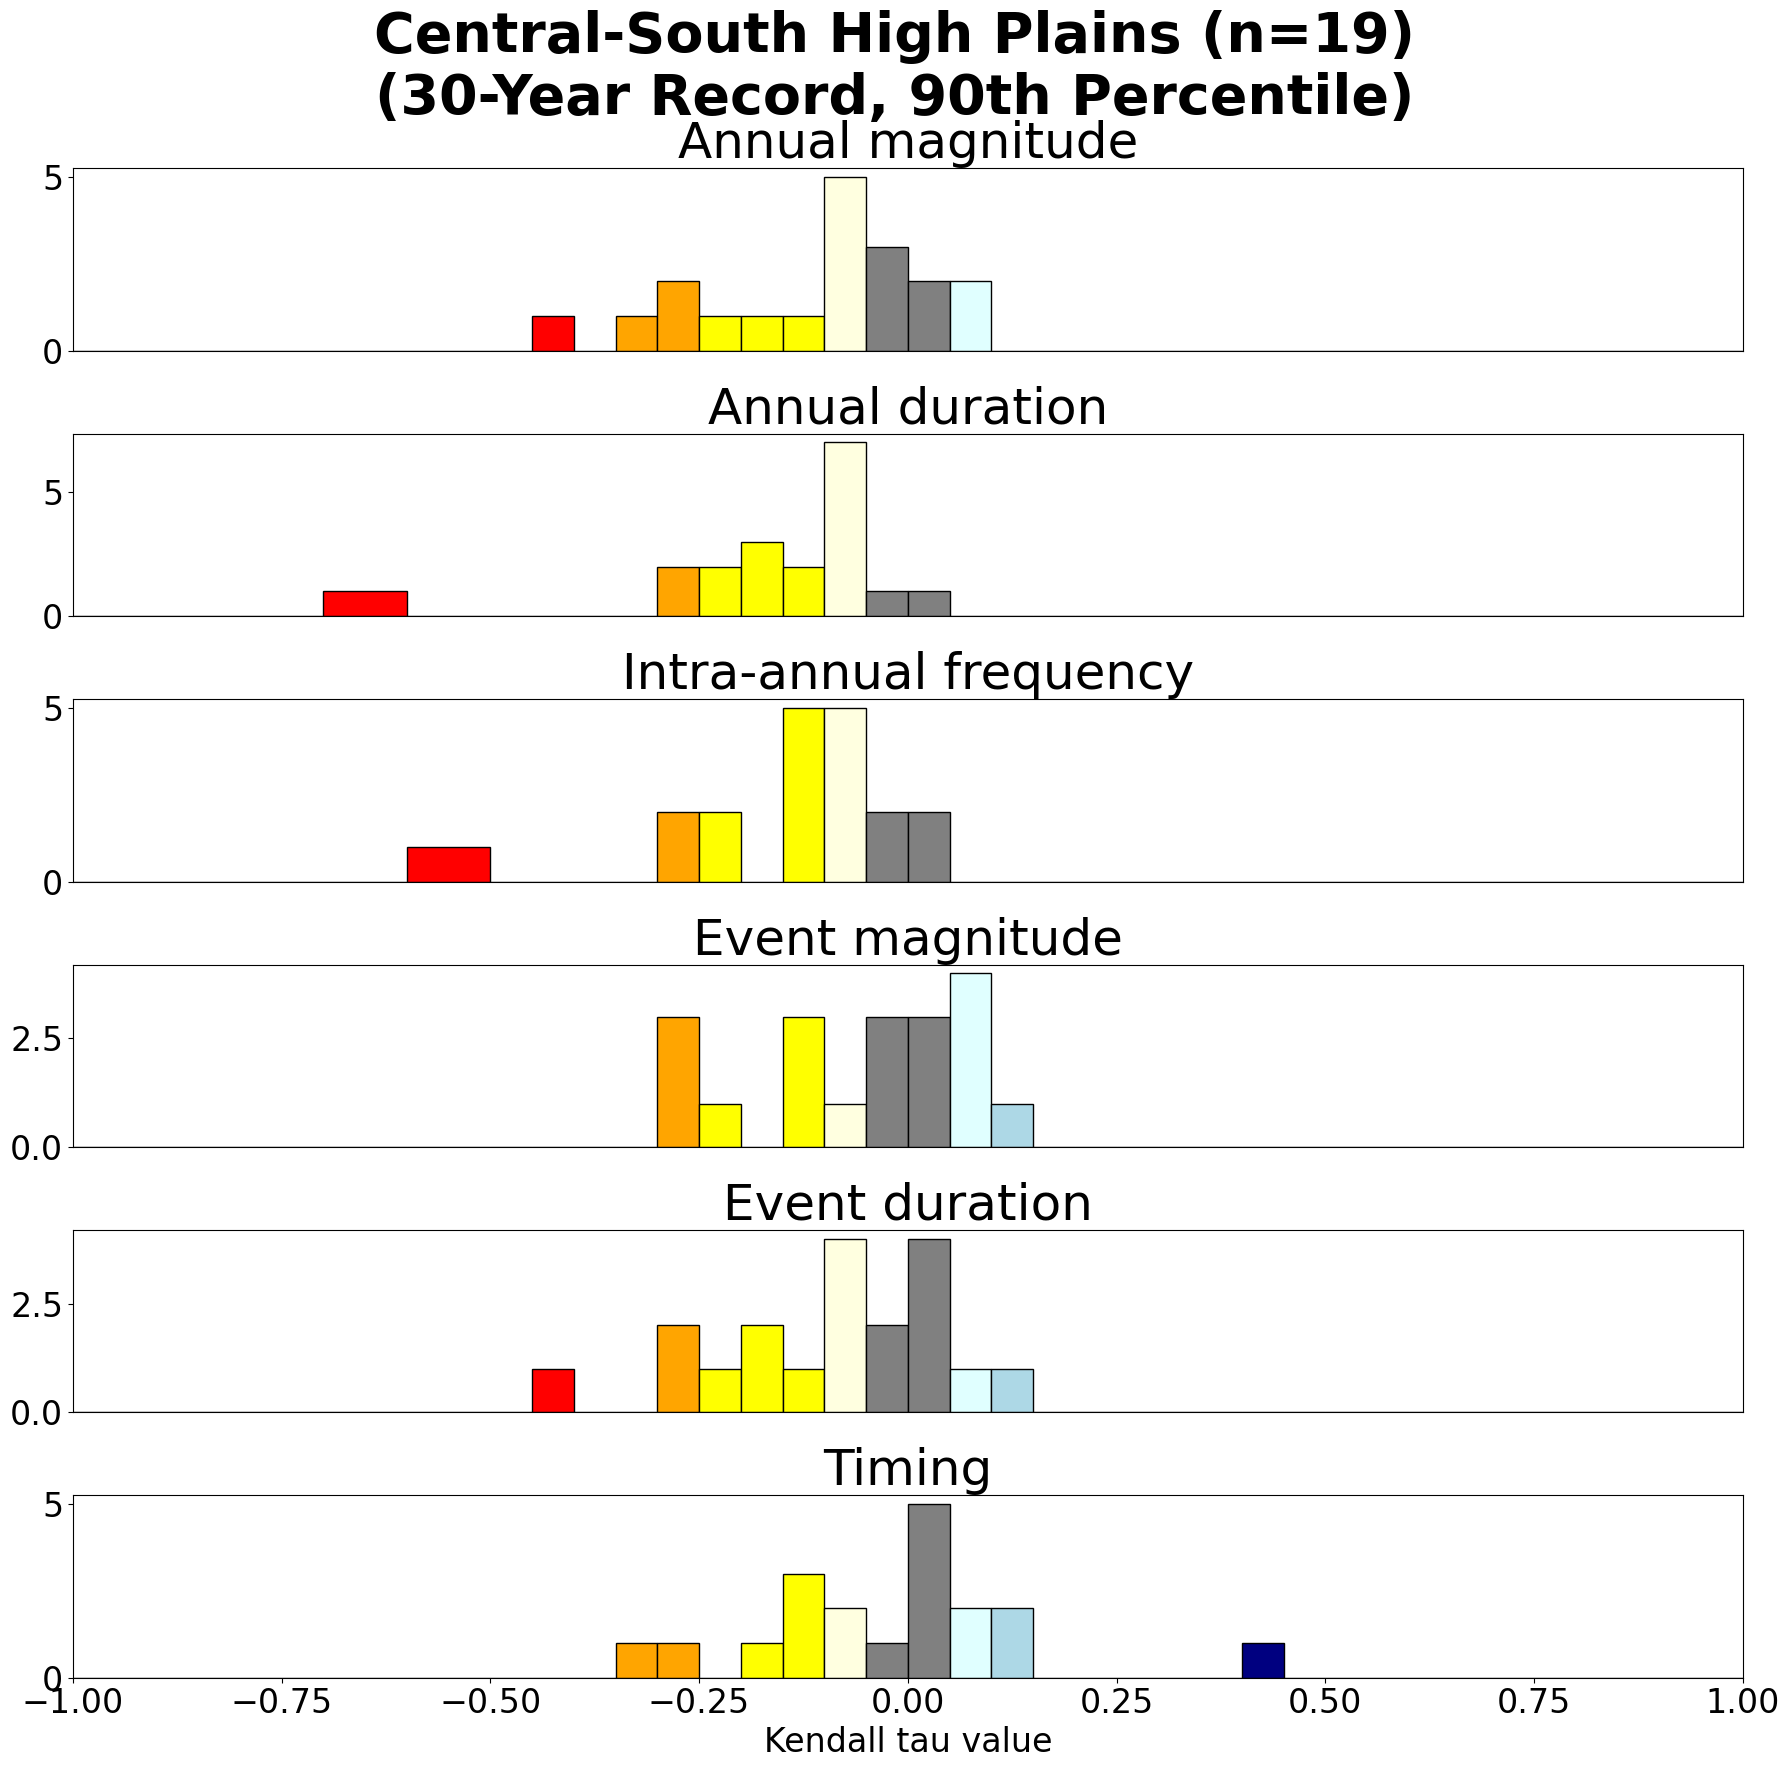 Central-South High Plains (n=19)
(30-Year Record, 90th Percentile)
Annual magnitude
5
0
Annual duration
5
0
Intra-annual frequency
5
0
Event magnitude
2.5
0.0
Event duration
2.5
0.0
Timing
5
0
−1.00 −0.75 −0.50 −0.25 0.00 0.25 0.50 0.75 1.00
Kendall tau value